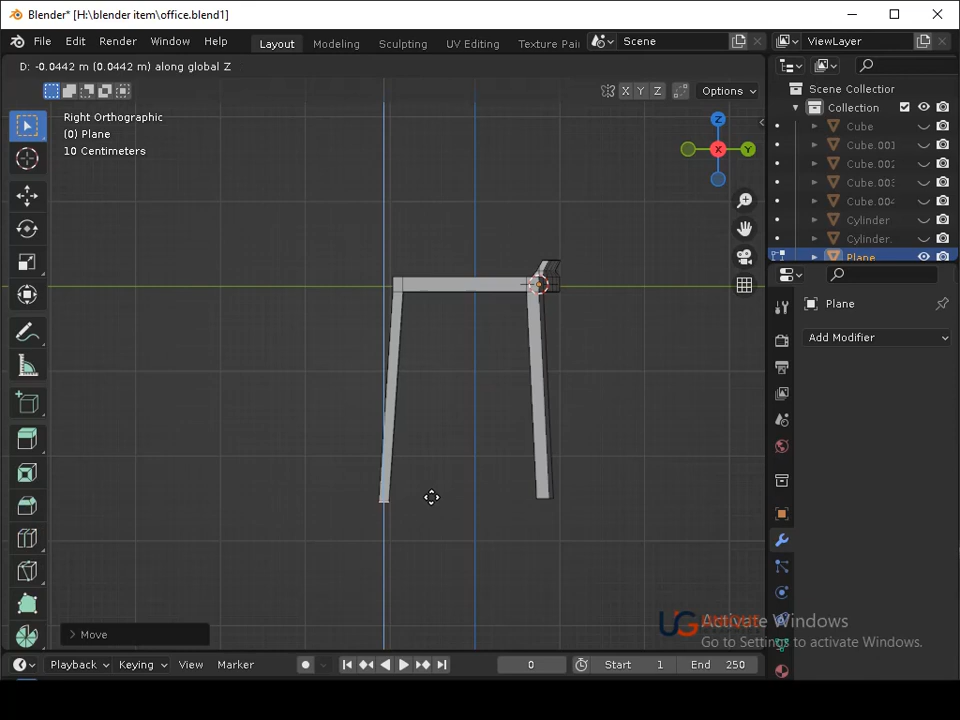 Blender* [H:\blender item\office.blend1]
File Edit Render Window Help Layout Modeling Sculpting UV Editing Texture Pai Scene ViewLayer
D: -0.0442 m (0.0442 m) along global Z
X Y Z Options
Scene Collection
Collection
Cube
Cube.001
Cube.002
Cube.003
Cube.004
Cylinder
Cylinder.
Plane
Right Orthographic
(0) Plane
10 Centimeters
Z
X
Y
Plane
Add Modifier
Move
UG
Activate Windows
Go to Settings to activate Windows.
Playback Keying View Marker 0 Start 1 End 250